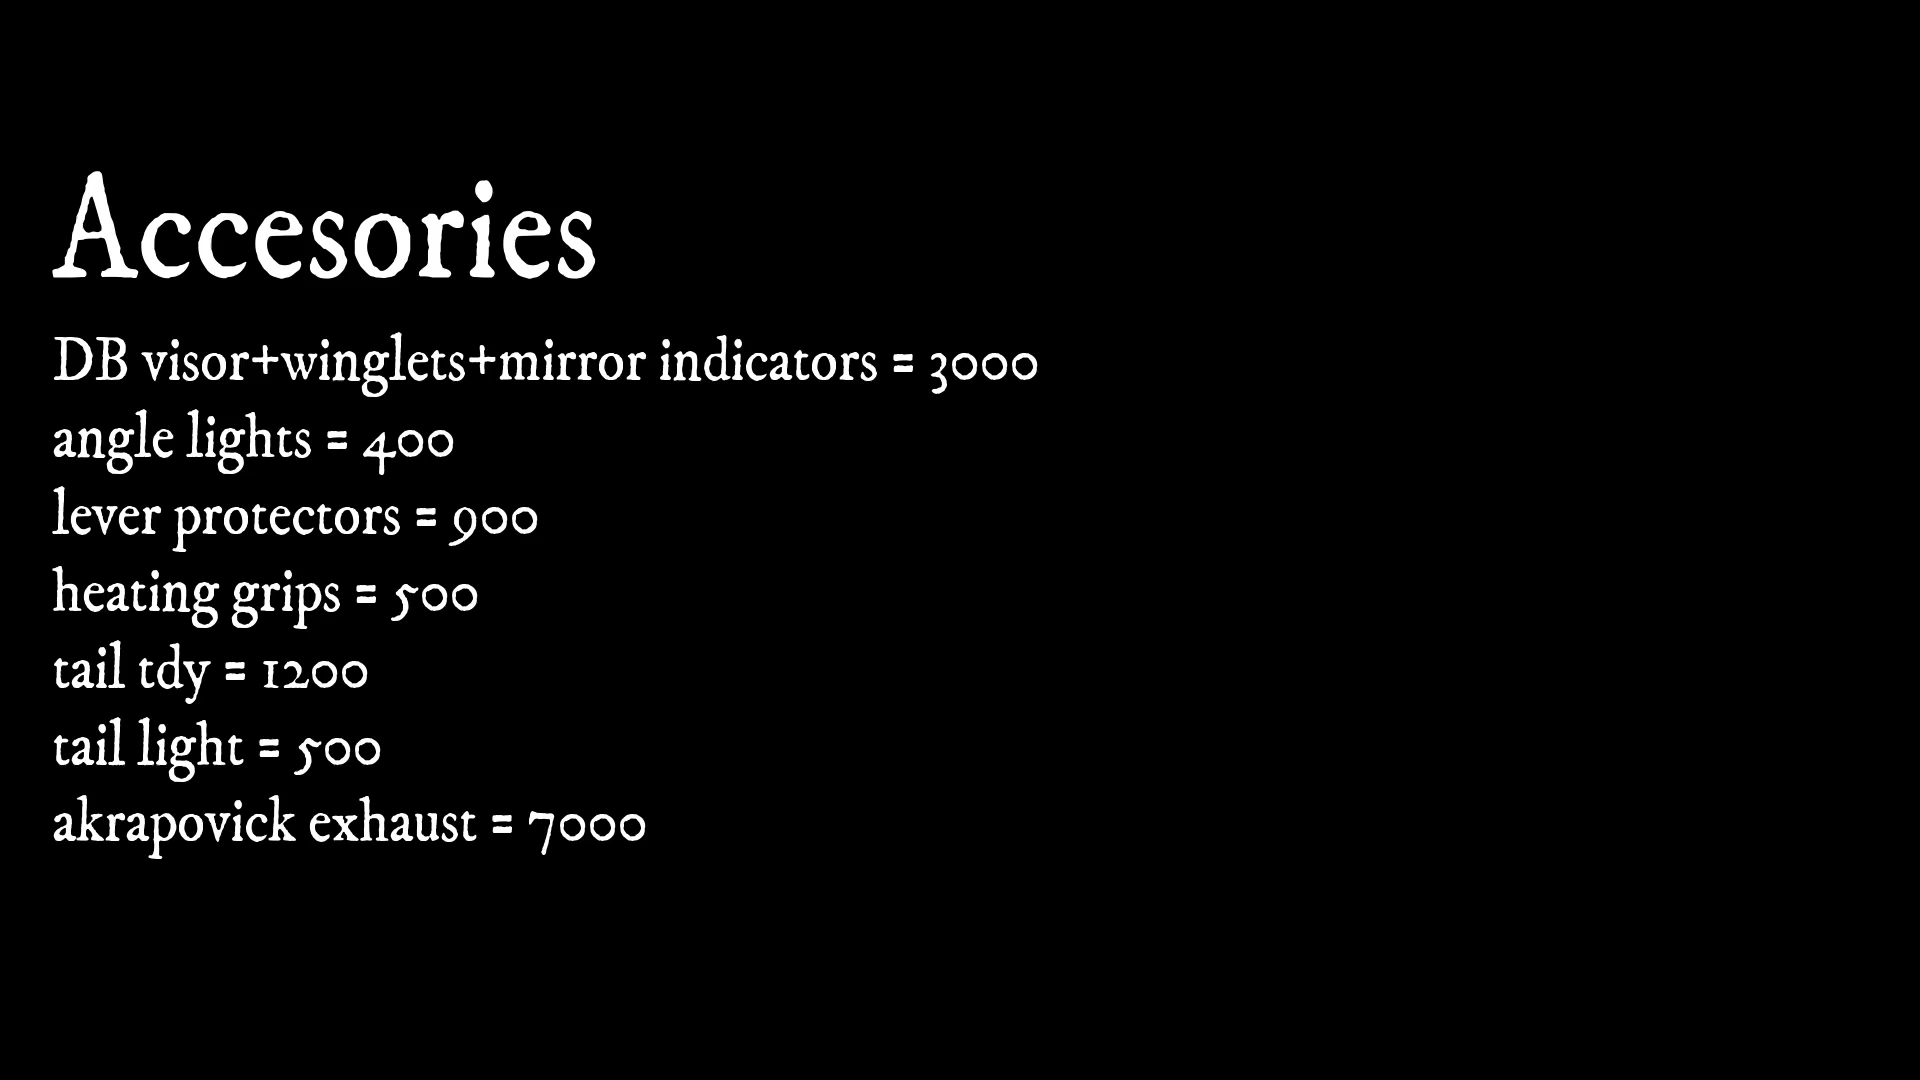 Accesories
DB visor+winglets+mirror indicators = 3000
angle lights = 400
lever protectors = 900
heating grips = 500
tail tdy = 1200
tail light = 500
akrapovick exhaust = 7000